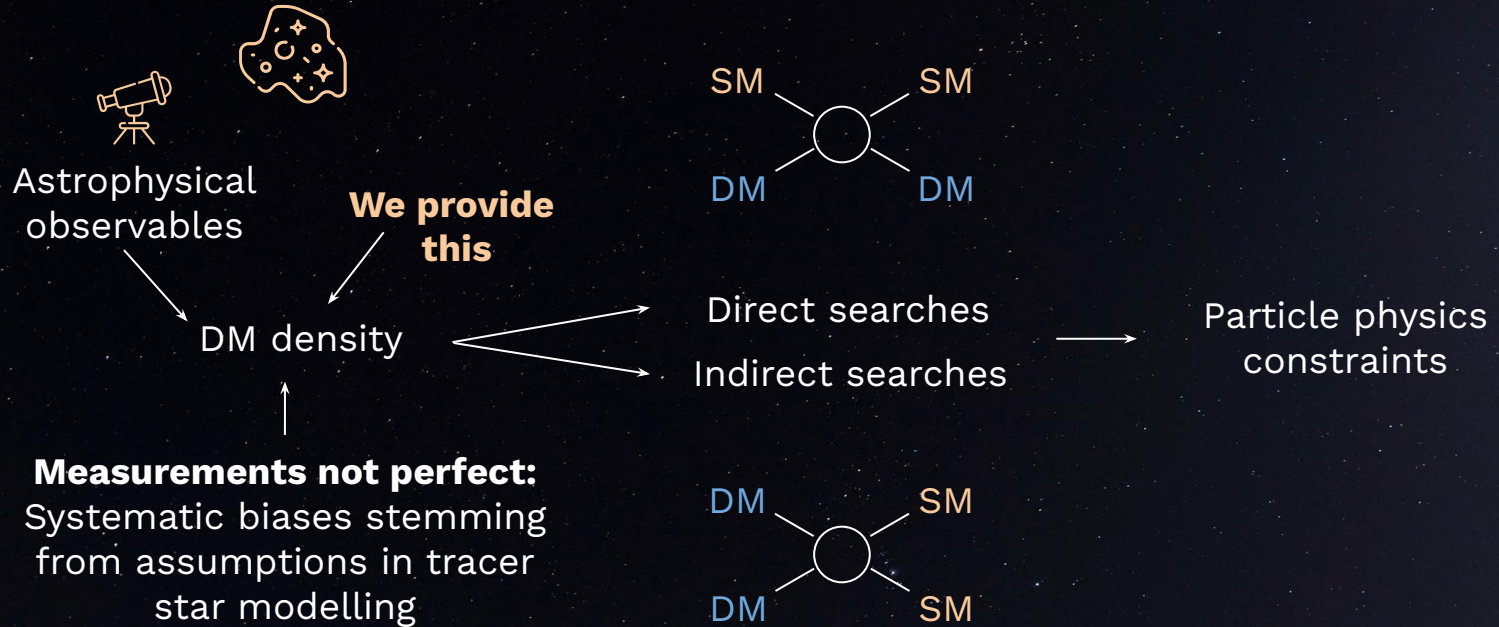 Astrophysical
observables
We provide
this
DM density
Measurements not perfect:
Systematic biases stemming
from assumptions in tracer
star modelling
SM SM
DM DM
Direct searches
Indirect searches
DM SM
DM SM
Particle physics
constraints